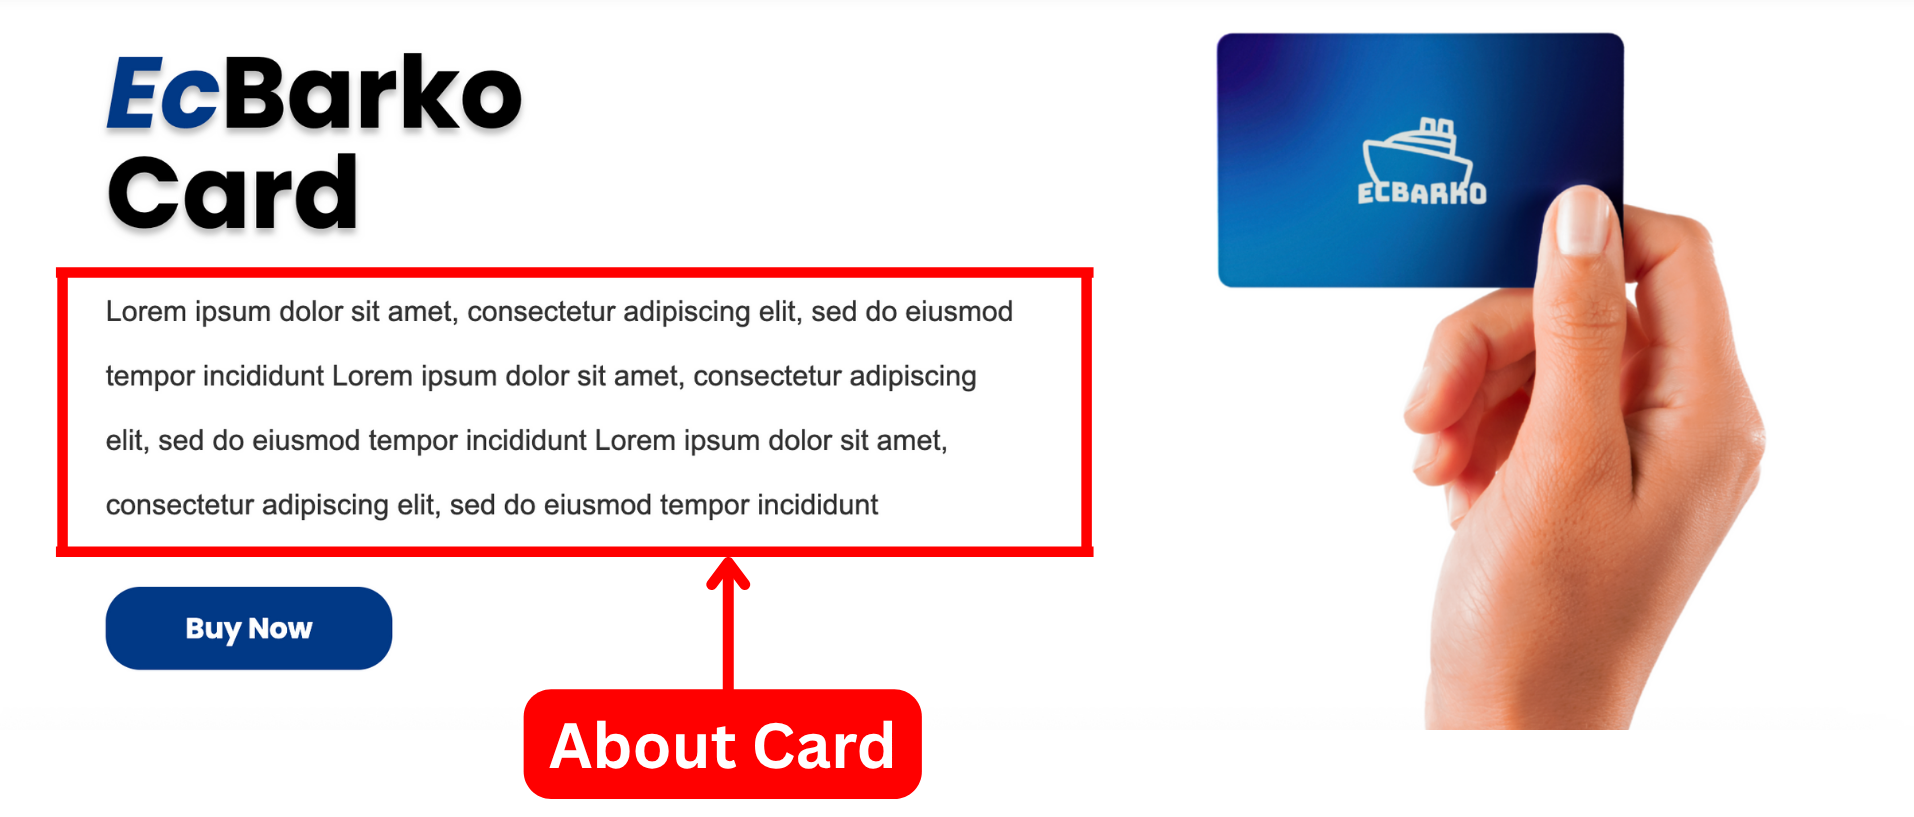 EcBarko
Card
ECBARKO
Lorem ipsum dolor sit amet, consectetur adipiscing elit, sed do eiusmod
tempor incididunt Lorem ipsum dolor sit amet, consectetur adipiscing
elit, sed do eiusmod tempor incididunt Lorem ipsum dolor sit amet,
consectetur adipiscing elit, sed do eiusmod tempor incididunt
Buy Now
About Card